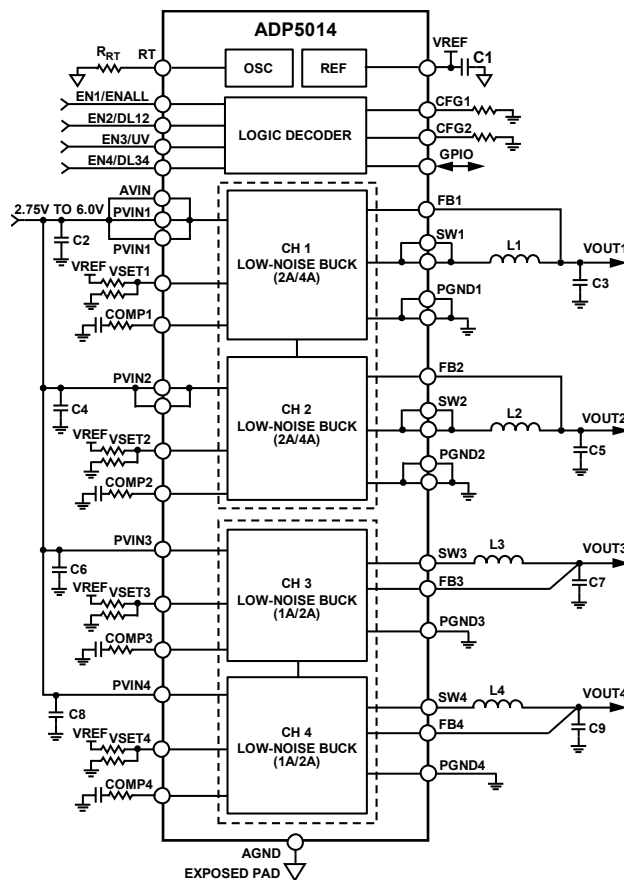 ADP5014
RRT
RT
OSC
REF
VREF
C1
EN1/ENALL
EN2/DL12
EN3/UV
EN4/DL34
LOGIC DECODER
CFG1
CFG2
GPIO
AVIN
2.75V TO 6.0V
PVIN1
PVIN1
C2
VREF
VSET1
COMP1
CH 1
LOW-NOISE BUCK
(2A/4A)
FB1
SW1
L1
VOUT1
C3
PGND1
PVIN2
C4
VREF
VSET2
COMP2
CH 2
LOW-NOISE BUCK
(2A/4A)
FB2
SW2
L2
VOUT2
C5
PGND2
PVIN3
C6
VREF
VSET3
COMP3
CH 3
LOW-NOISE BUCK
(1A/2A)
SW3
L3
VOUT3
FB3
C7
PGND3
PVIN4
C8
VREF
VSET4
COMP4
CH 4
LOW-NOISE BUCK
(1A/2A)
SW4
L4
VOUT4
FB4
C9
PGND4
AGND
EXPOSED PAD